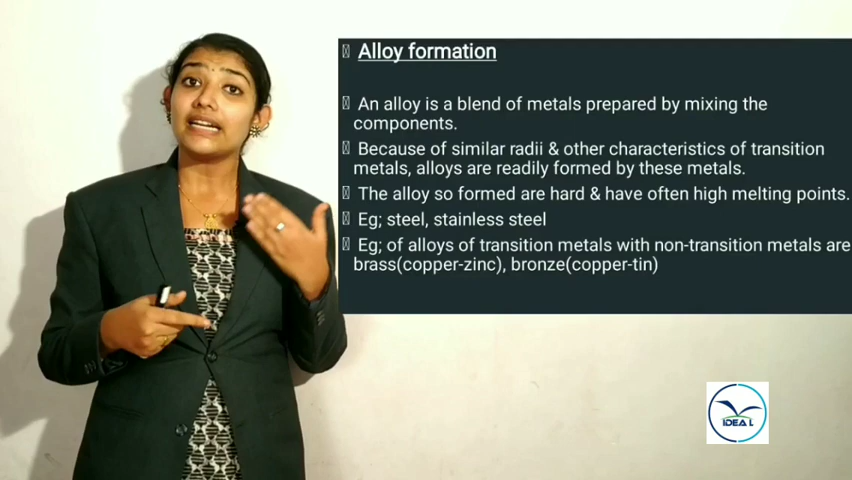 Alloy formation
An alloy is a blend of metals prepared by mixing the
components.
Because of similar radii & other characteristics of transition
metals, alloys are readily formed by these metals.
The alloy so formed are hard & have often high melting points.
Eg; steel, stainless steel
Eg; of alloys of transition metals with non-transition metals are
brass(copper-zinc), bronze(copper-tin)
IDEAL